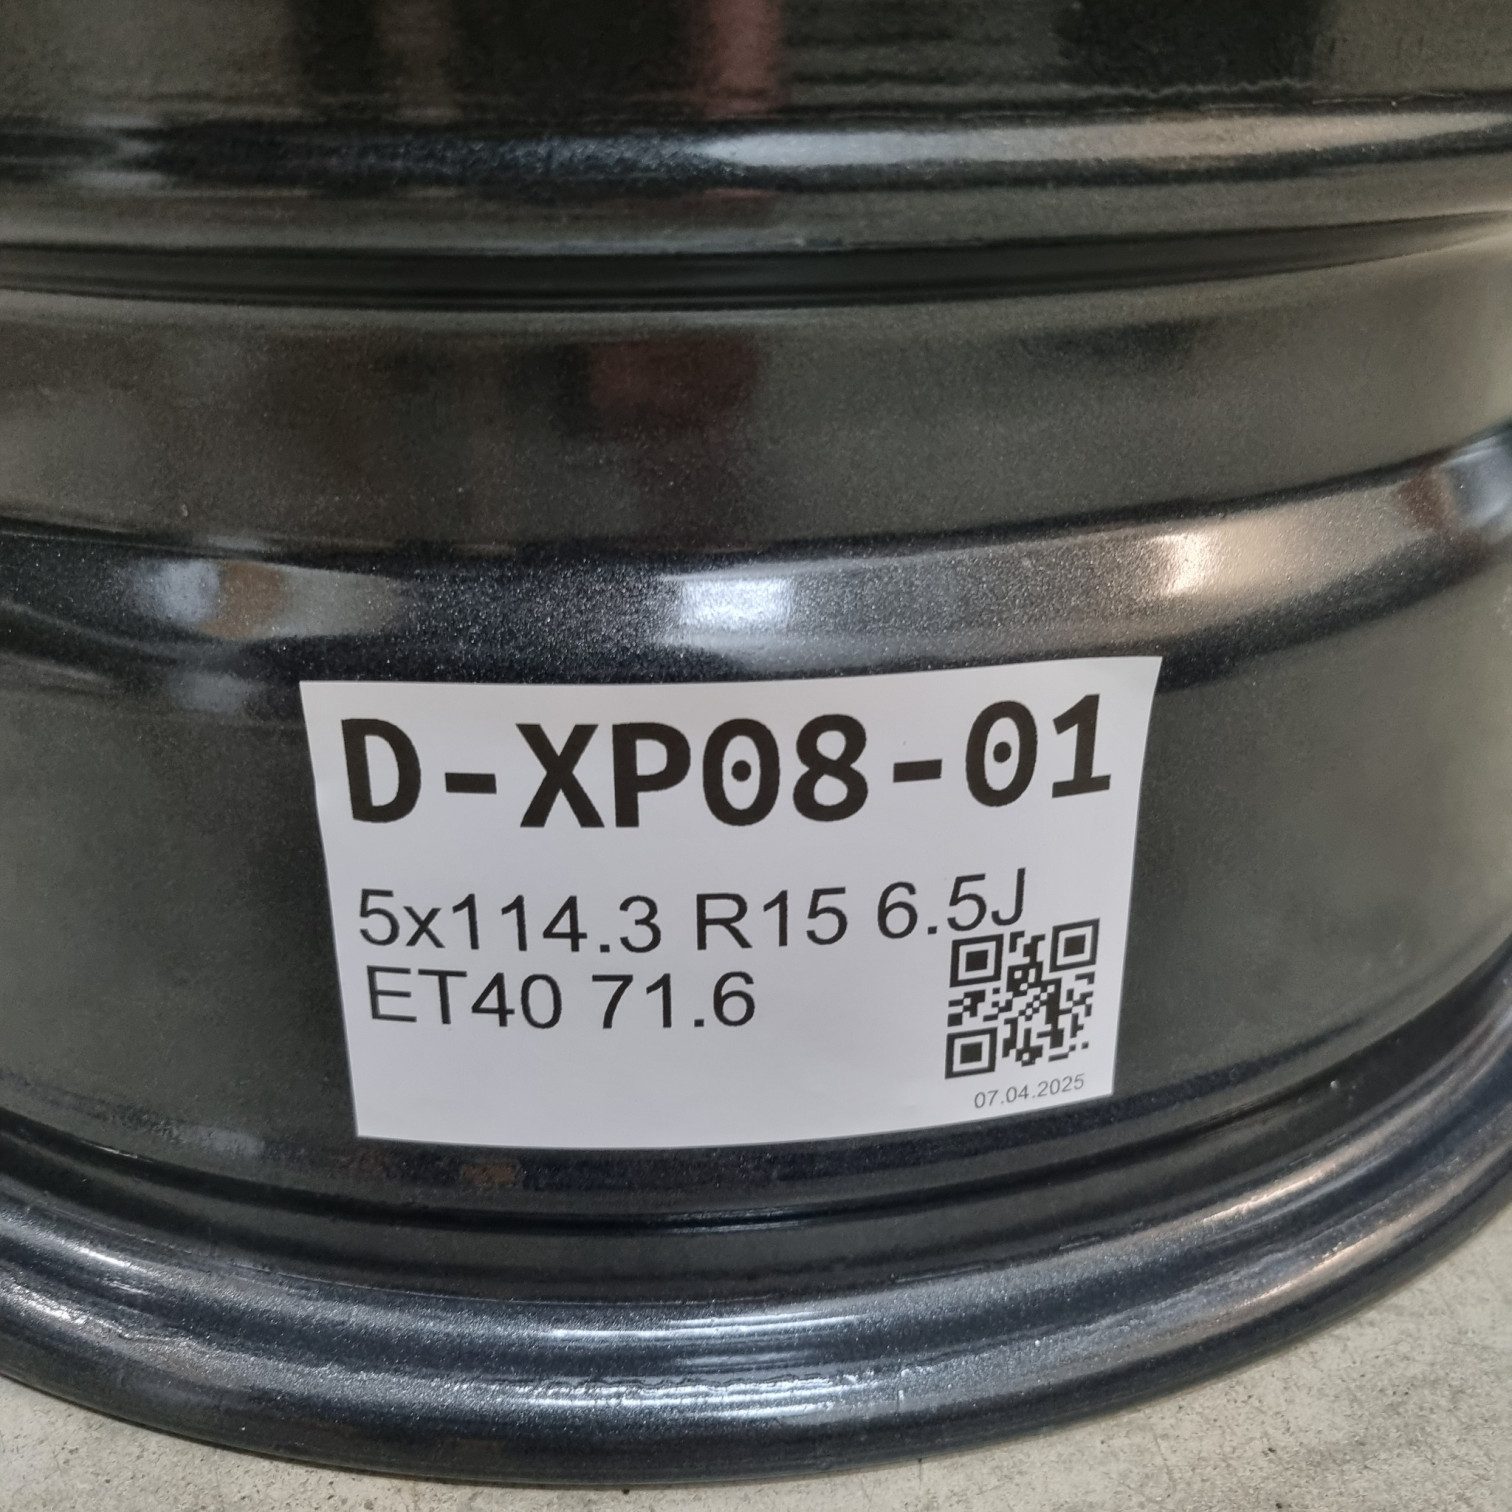 D-XP08-01
5x114.3 R15 6.5J
ET40 71.6
07.04.2025